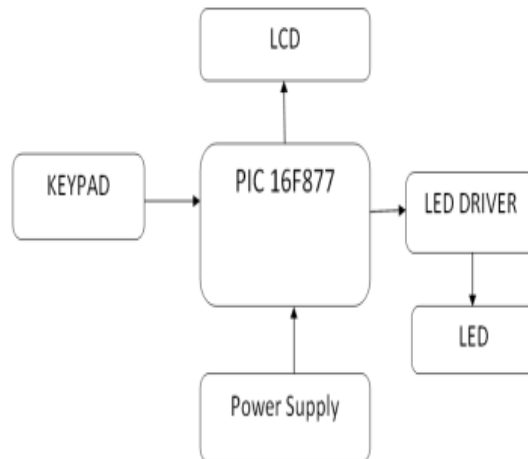 LCD
KEYPAD
PIC 16F877
LED DRIVER
LED
Power Supply